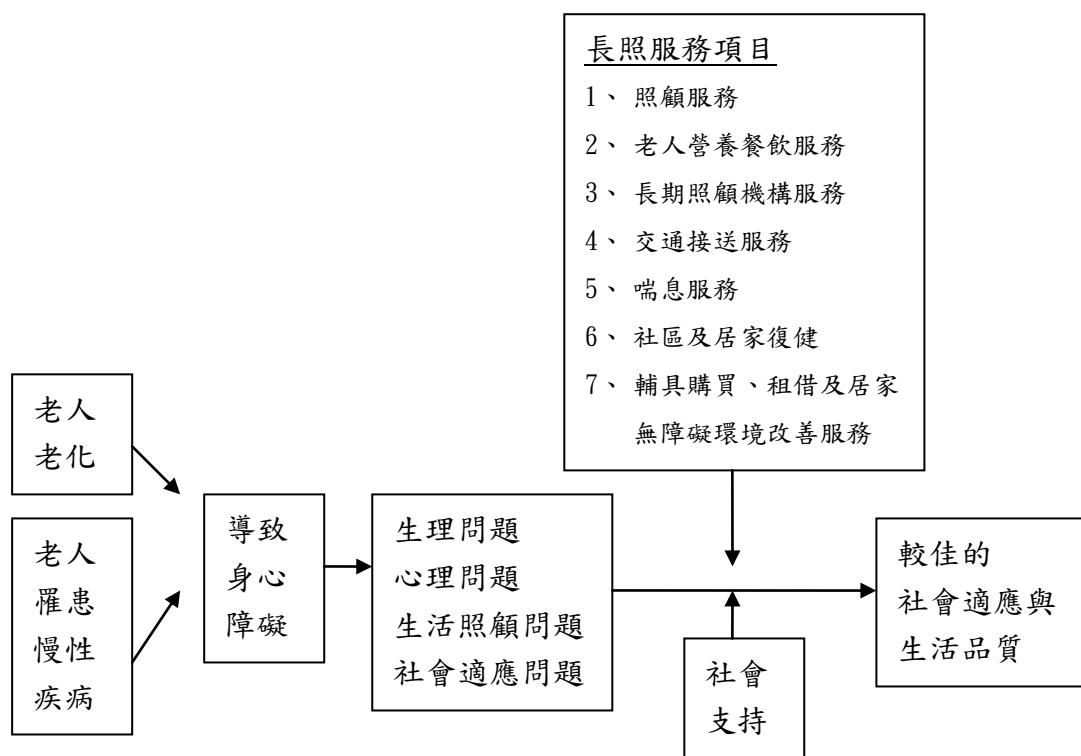 長照服務項目
1、 照顧服務
2、 老人營養餐飲服務
3、 長期照顧機構服務
4、 交通接送服務
5、 喘息服務
6、 社區及居家復健
7、 輔具購買、租借及居家
無障礙環境改善服務
老人
老化
老人
罹患
慢性
疾病
導致
身心
障礙
生理問題
心理問題
生活照顧問題
社會適應問題
社會
支持
較佳的
社會適應與
生活品質